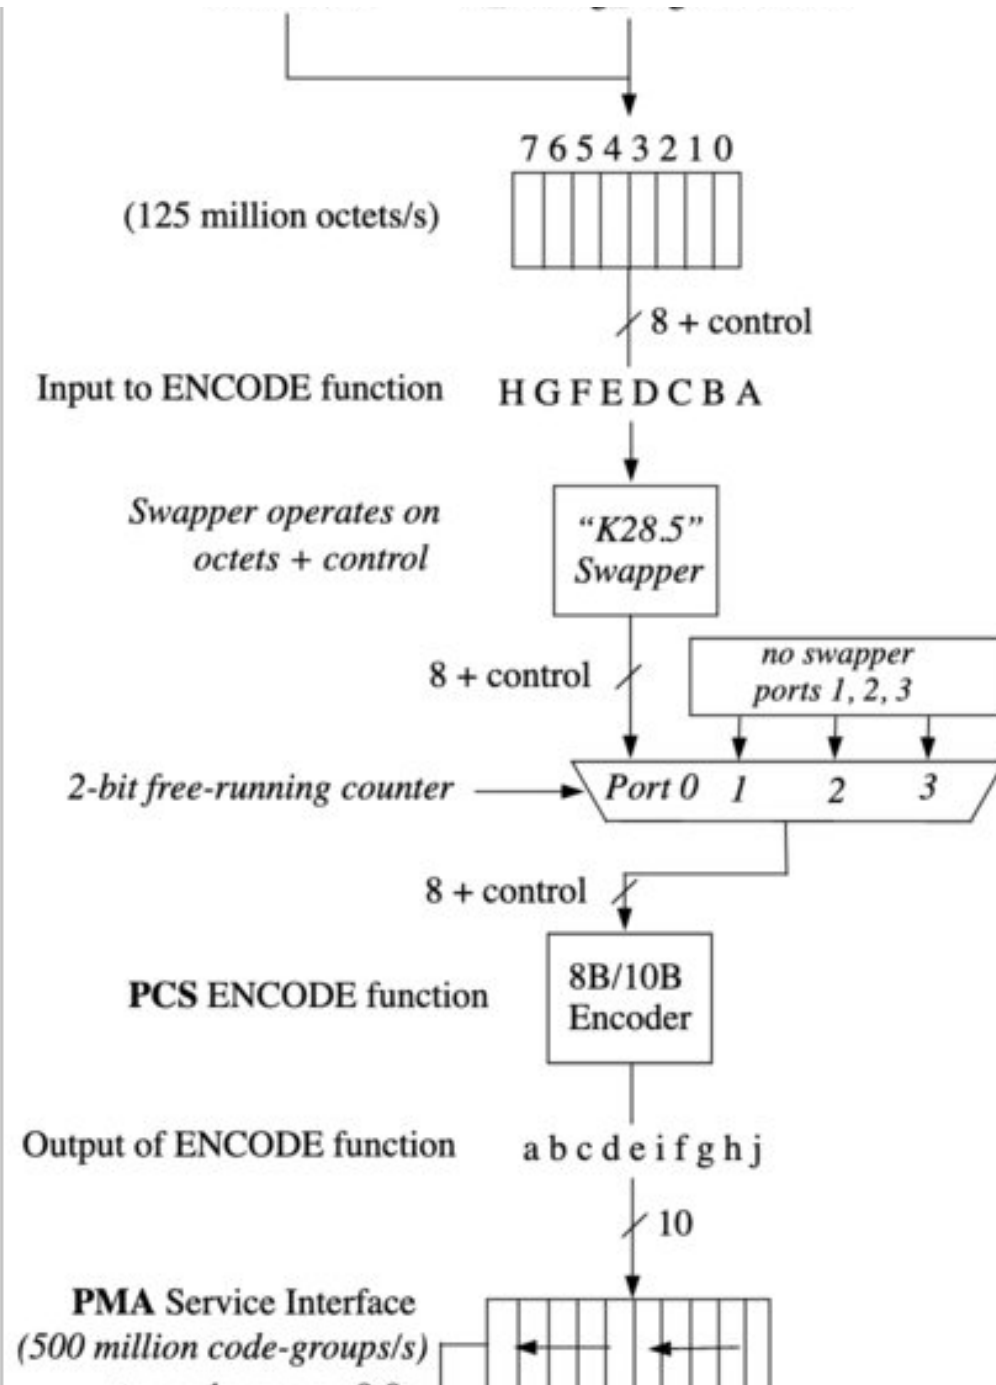 7 6 5 4 3 2 1 0
(125 million octets/s)
8 + control
Input to ENCODE function
H G F E D C B A
Swapper operates on
octets + control
“K28.5”
Swapper
8 + control
no swapper
ports 1, 2, 3
2-bit free-running counter
Port 0 1 2 3
8 + control
PCS ENCODE function
8B/10B
Encoder
Output of ENCODE function
a b c d e i f g h j
10
PMA Service Interface
(500 million code-groups/s)